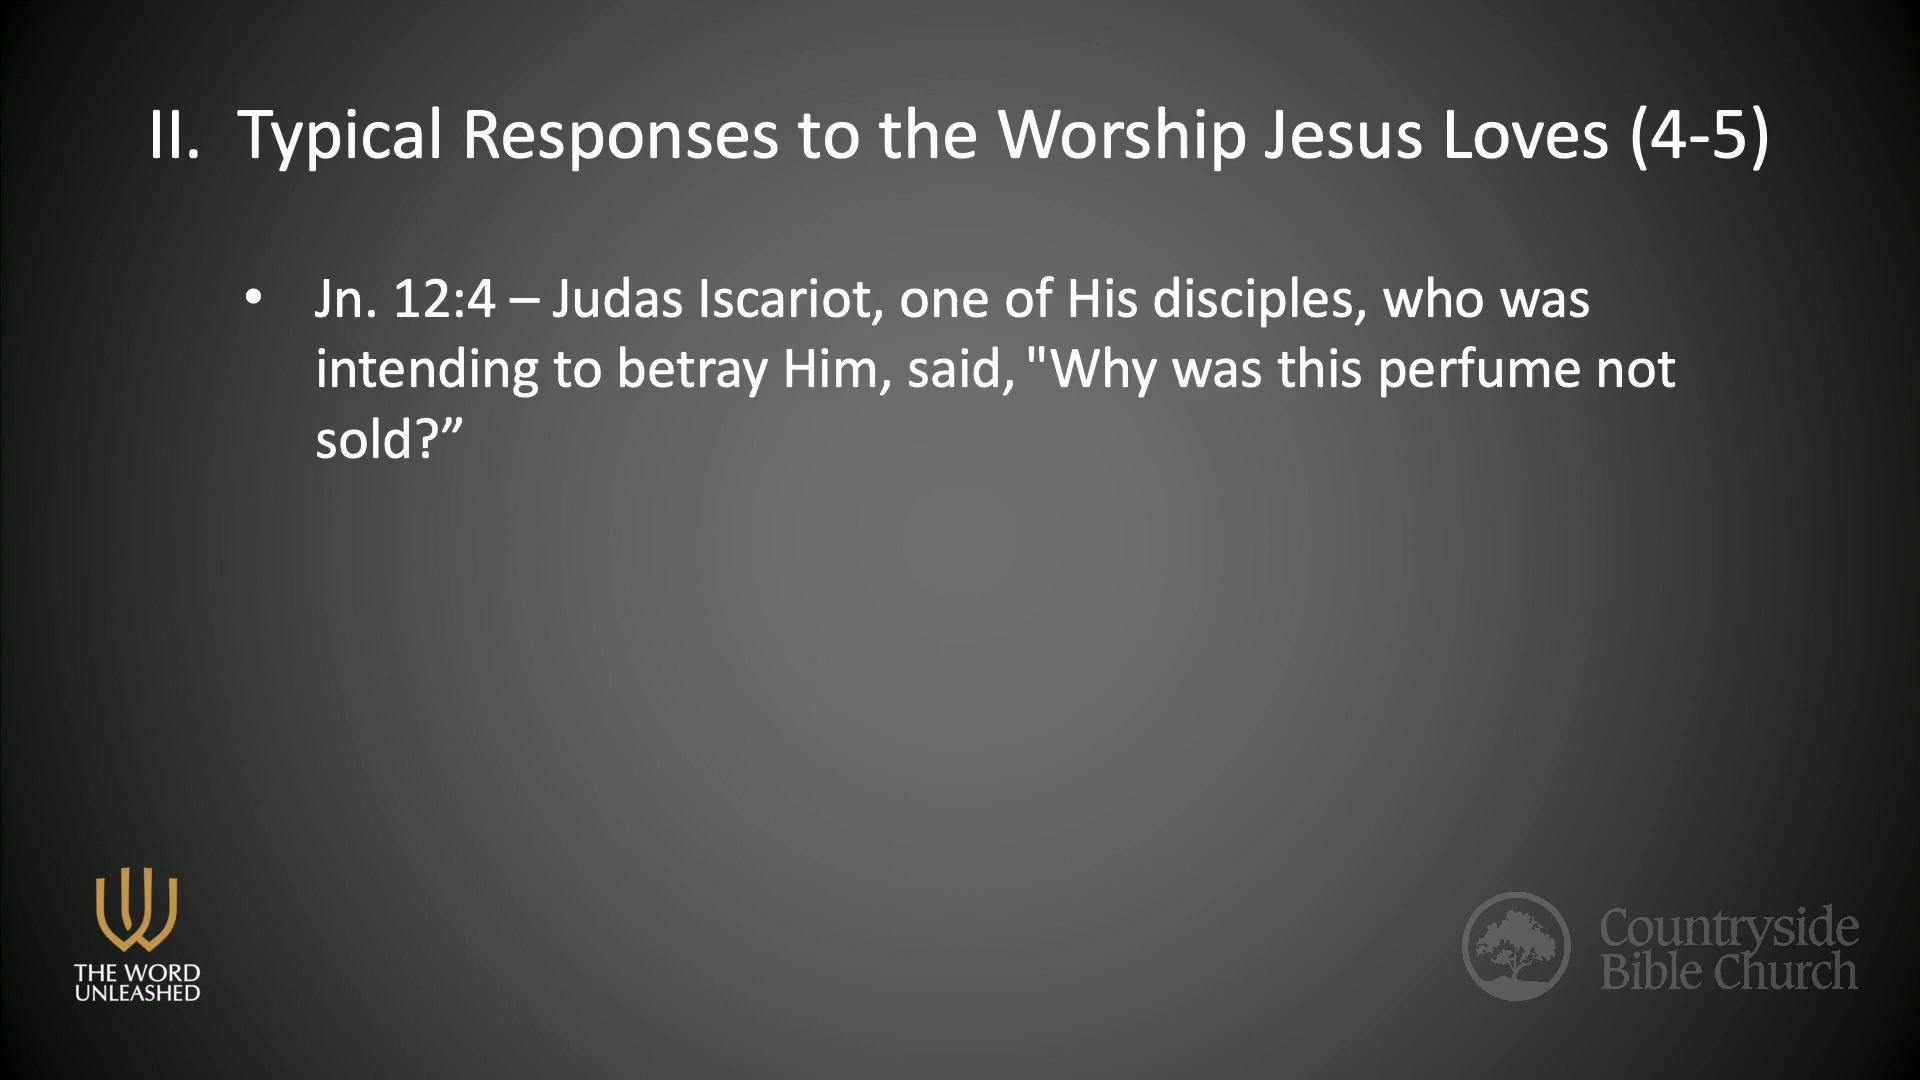 II. Typical Responses to the Worship Jesus Loves (4-5)
• Jn. 12:4 – Judas Iscariot, one of His disciples, who was
intending to betray Him, said, "Why was this perfume not
sold?”
THE WORD
UNLEASHED
Countryside
Bible Church